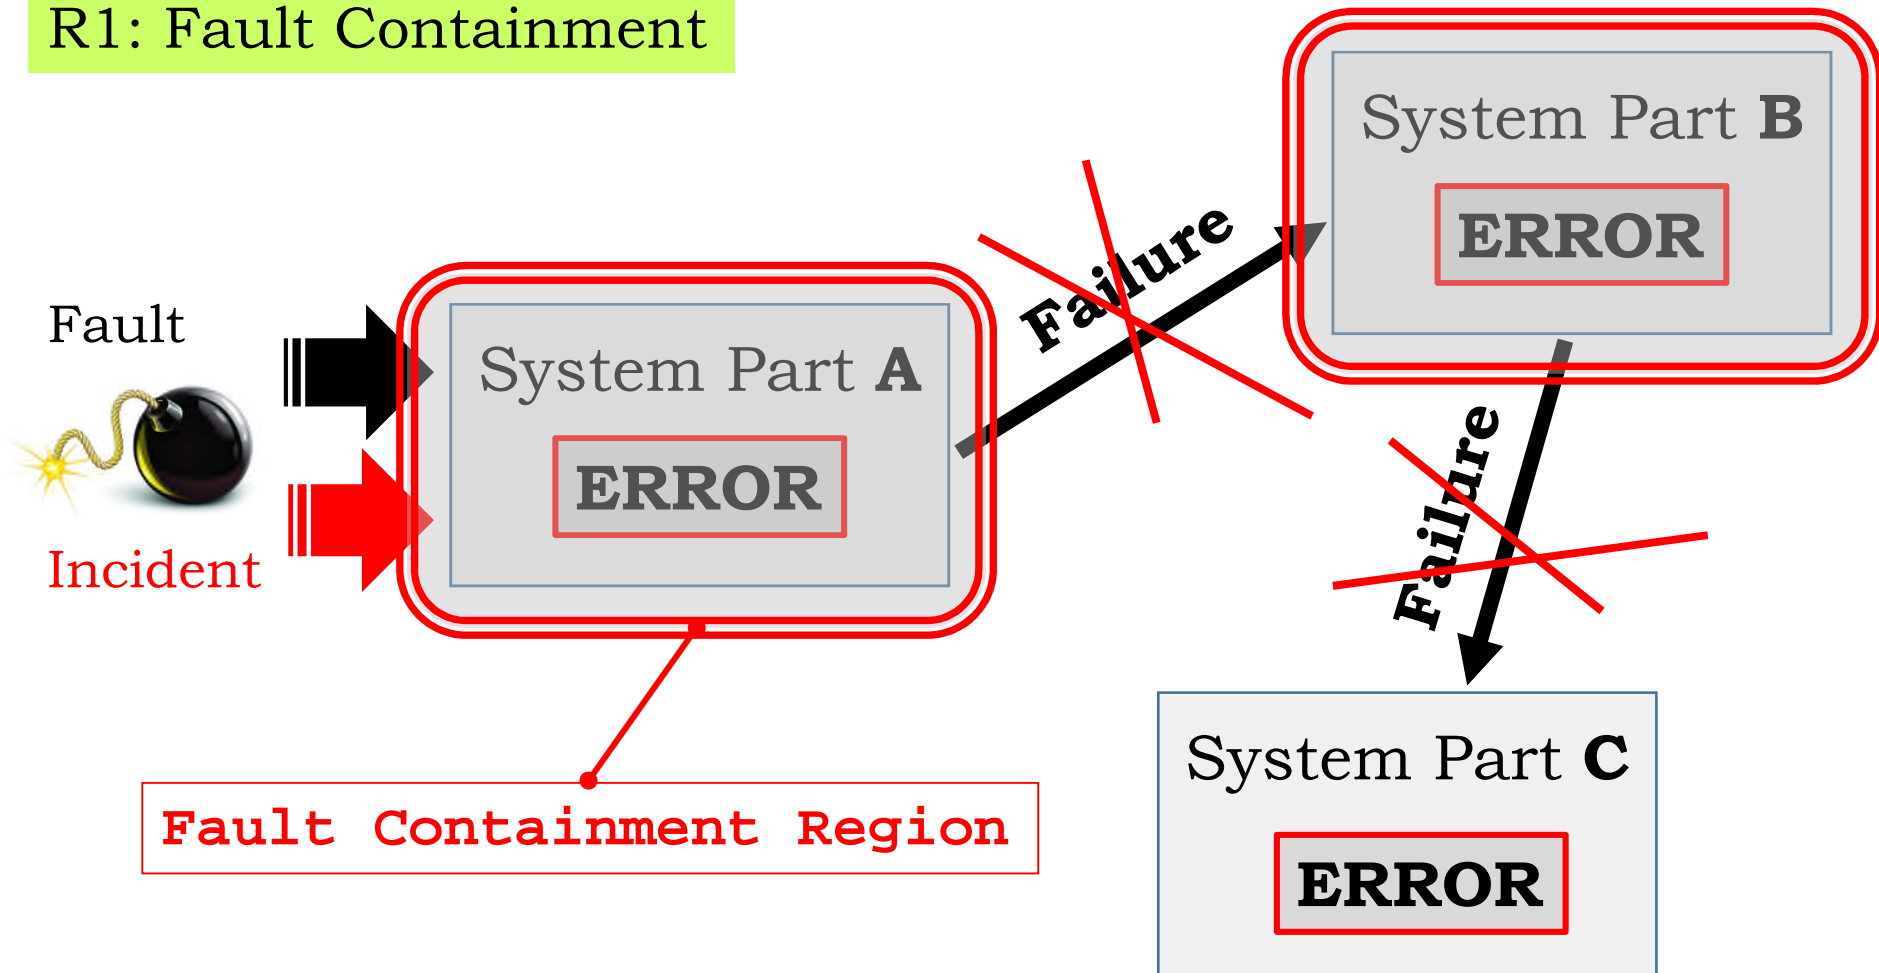 R1: Fault Containment
System Part B
ERROR
Failure
Fault
System Part A
ERROR
Incident
Failure
System Part C
Fault Containment Region
ERROR